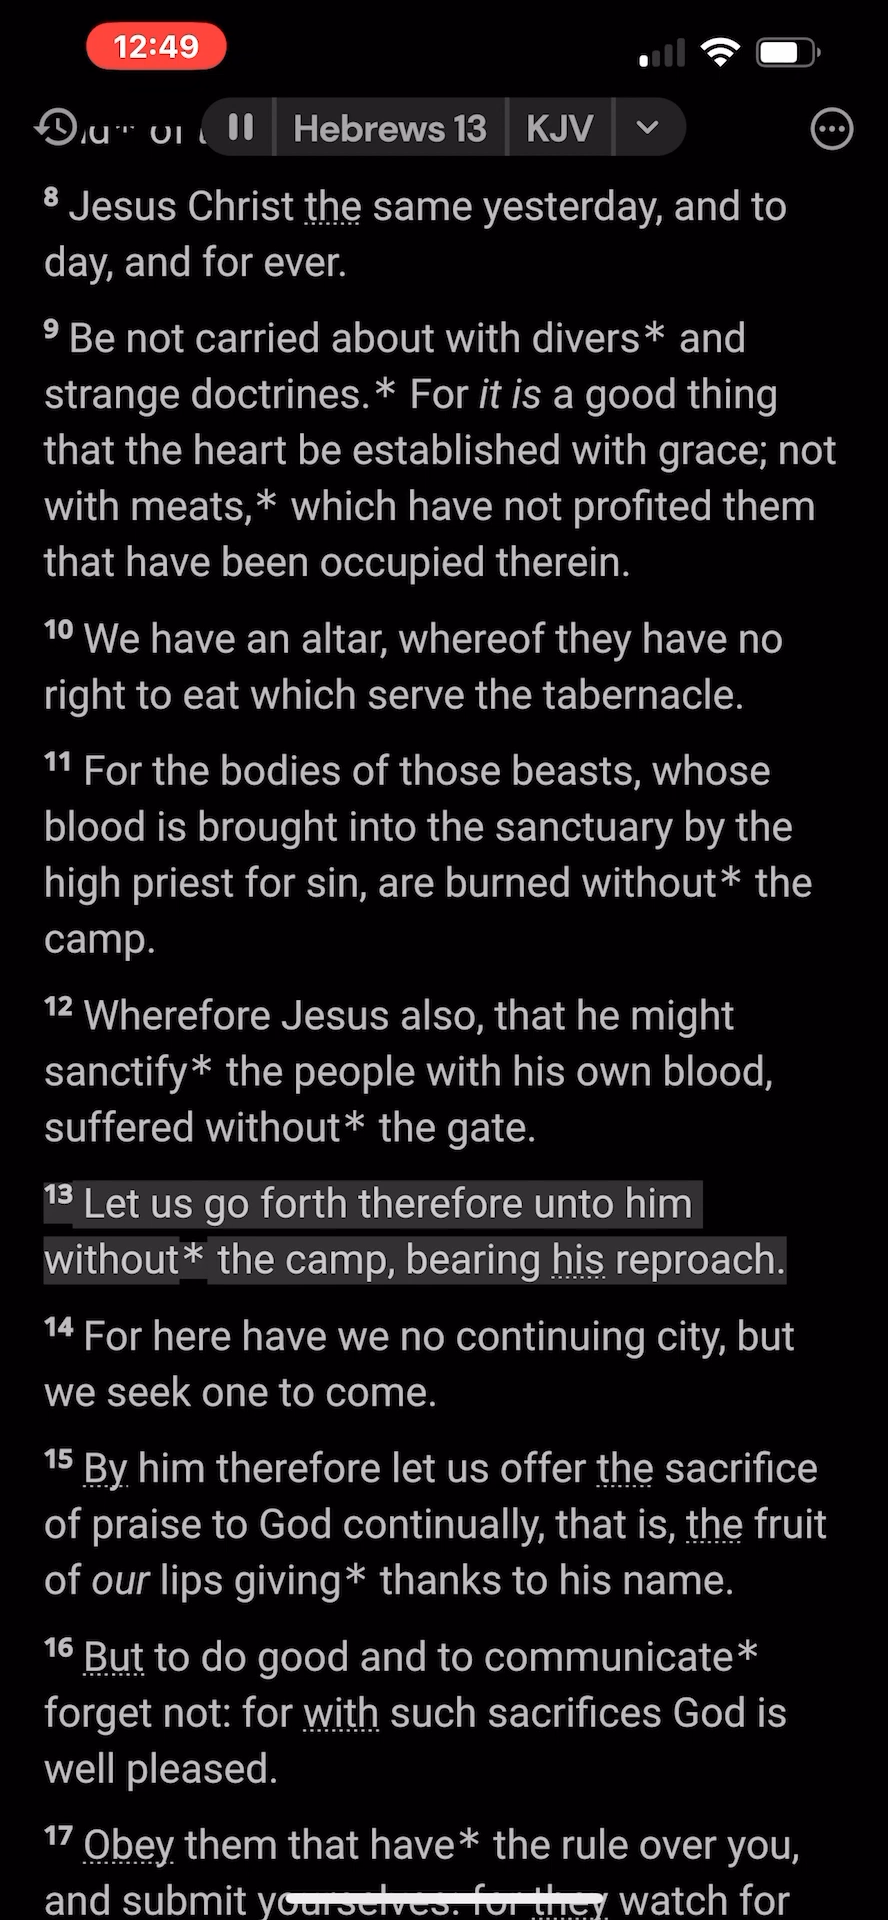 12:49
Hebrews 13 KJV
8 Jesus Christ the same yesterday, and to
day, and for ever.
9 Be not carried about with divers* and
strange doctrines.* For it is a good thing
that the heart be established with grace; not
with meats,* which have not profited them
that have been occupied therein.
10 We have an altar, whereof they have no
right to eat which serve the tabernacle.
11 For the bodies of those beasts, whose
blood is brought into the sanctuary by the
high priest for sin, are burned without* the
camp.
12 Wherefore Jesus also, that he might
sanctify* the people with his own blood,
suffered without* the gate.
13 Let us go forth therefore unto him
without* the camp, bearing his reproach.
14 For here have we no continuing city, but
we seek one to come.
15 By him therefore let us offer the sacrifice
of praise to God continually, that is, the fruit
of our lips giving* thanks to his name.
16 But to do good and to communicate*
forget not: for with such sacrifices God is
well pleased.
17 Obey them that have* the rule over you,
and submit yourselves: for they watch for